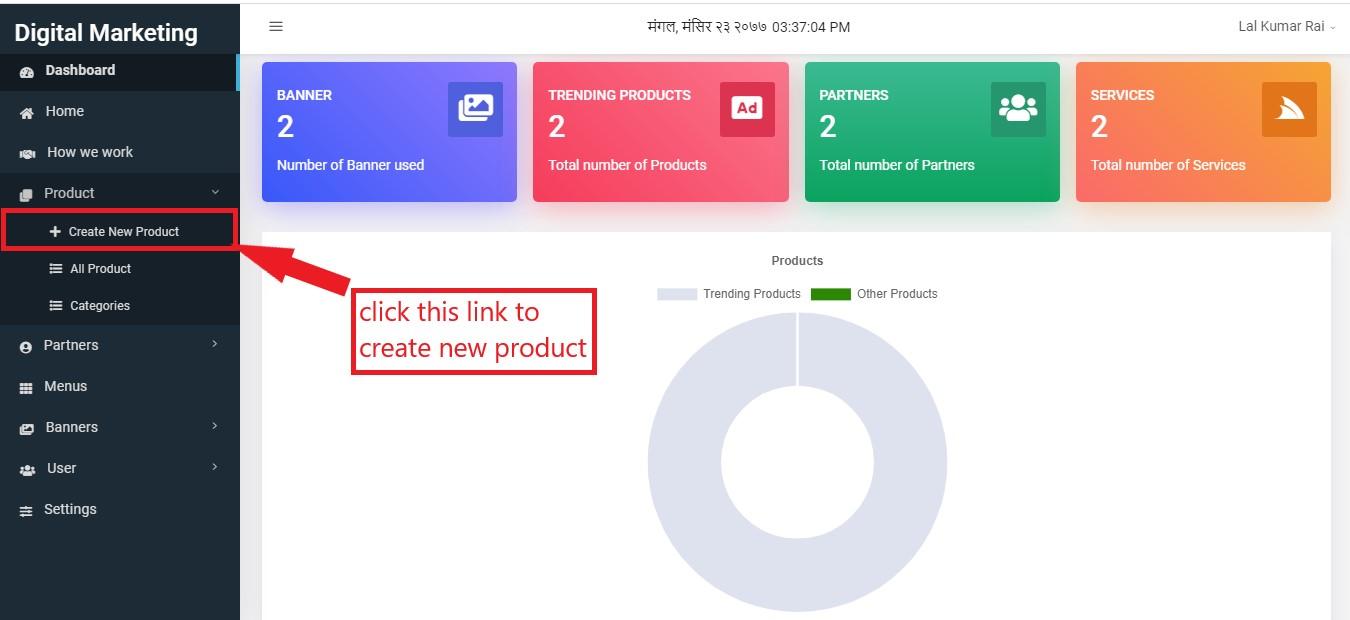 Digital Marketing
मंगल, मंसिर २३ २०७७ 03:37:04 PM
Lal Kumar Rai
Dashboard
Home
How we work
Product
Create New Product
All Product
Categories
Partners
Menus
Banners
User
Settings
BANNER
2
Number of Banner used
TRENDING PRODUCTS
2
Total number of Products
Ad
PARTNERS
2
Total number of Partners
SERVICES
2
Total number of Services
click this link to
create new product
Products
Trending Products
Other Products